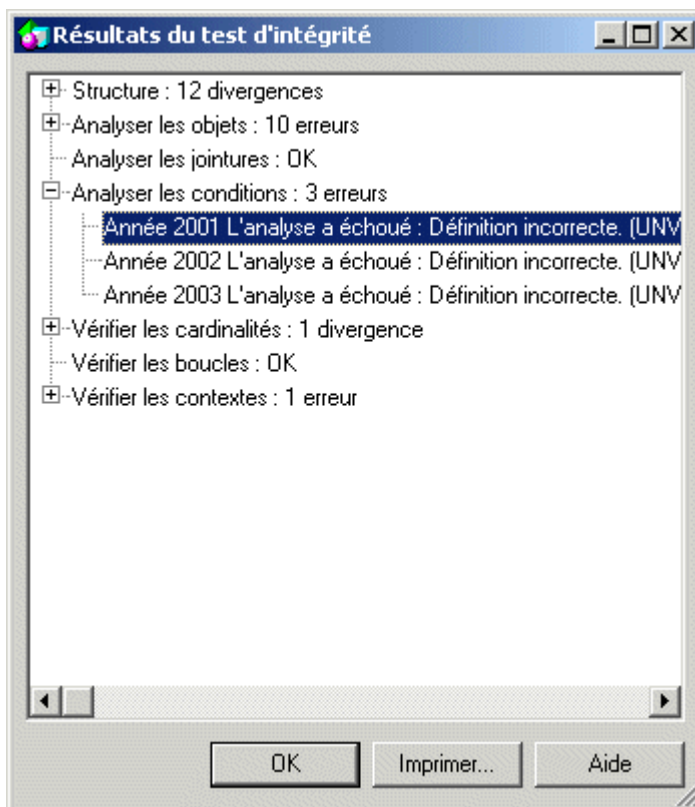 Résultats du test d'intégrité
Structure : 12 divergences
Analyser les objets : 10 erreurs
Analyser les jointures : OK
Analyser les conditions : 3 erreurs
Année 2001 L'analyse a échoué : Définition incorrecte. (UNV
Année 2002 L'analyse a échoué : Définition incorrecte. (UNV
Année 2003 L'analyse a échoué : Définition incorrecte. (UNV
Vérifier les cardinalités : 1 divergence
Vérifier les boucles : OK
Vérifier les contextes : 1 erreur
OK Imprimer... Aide